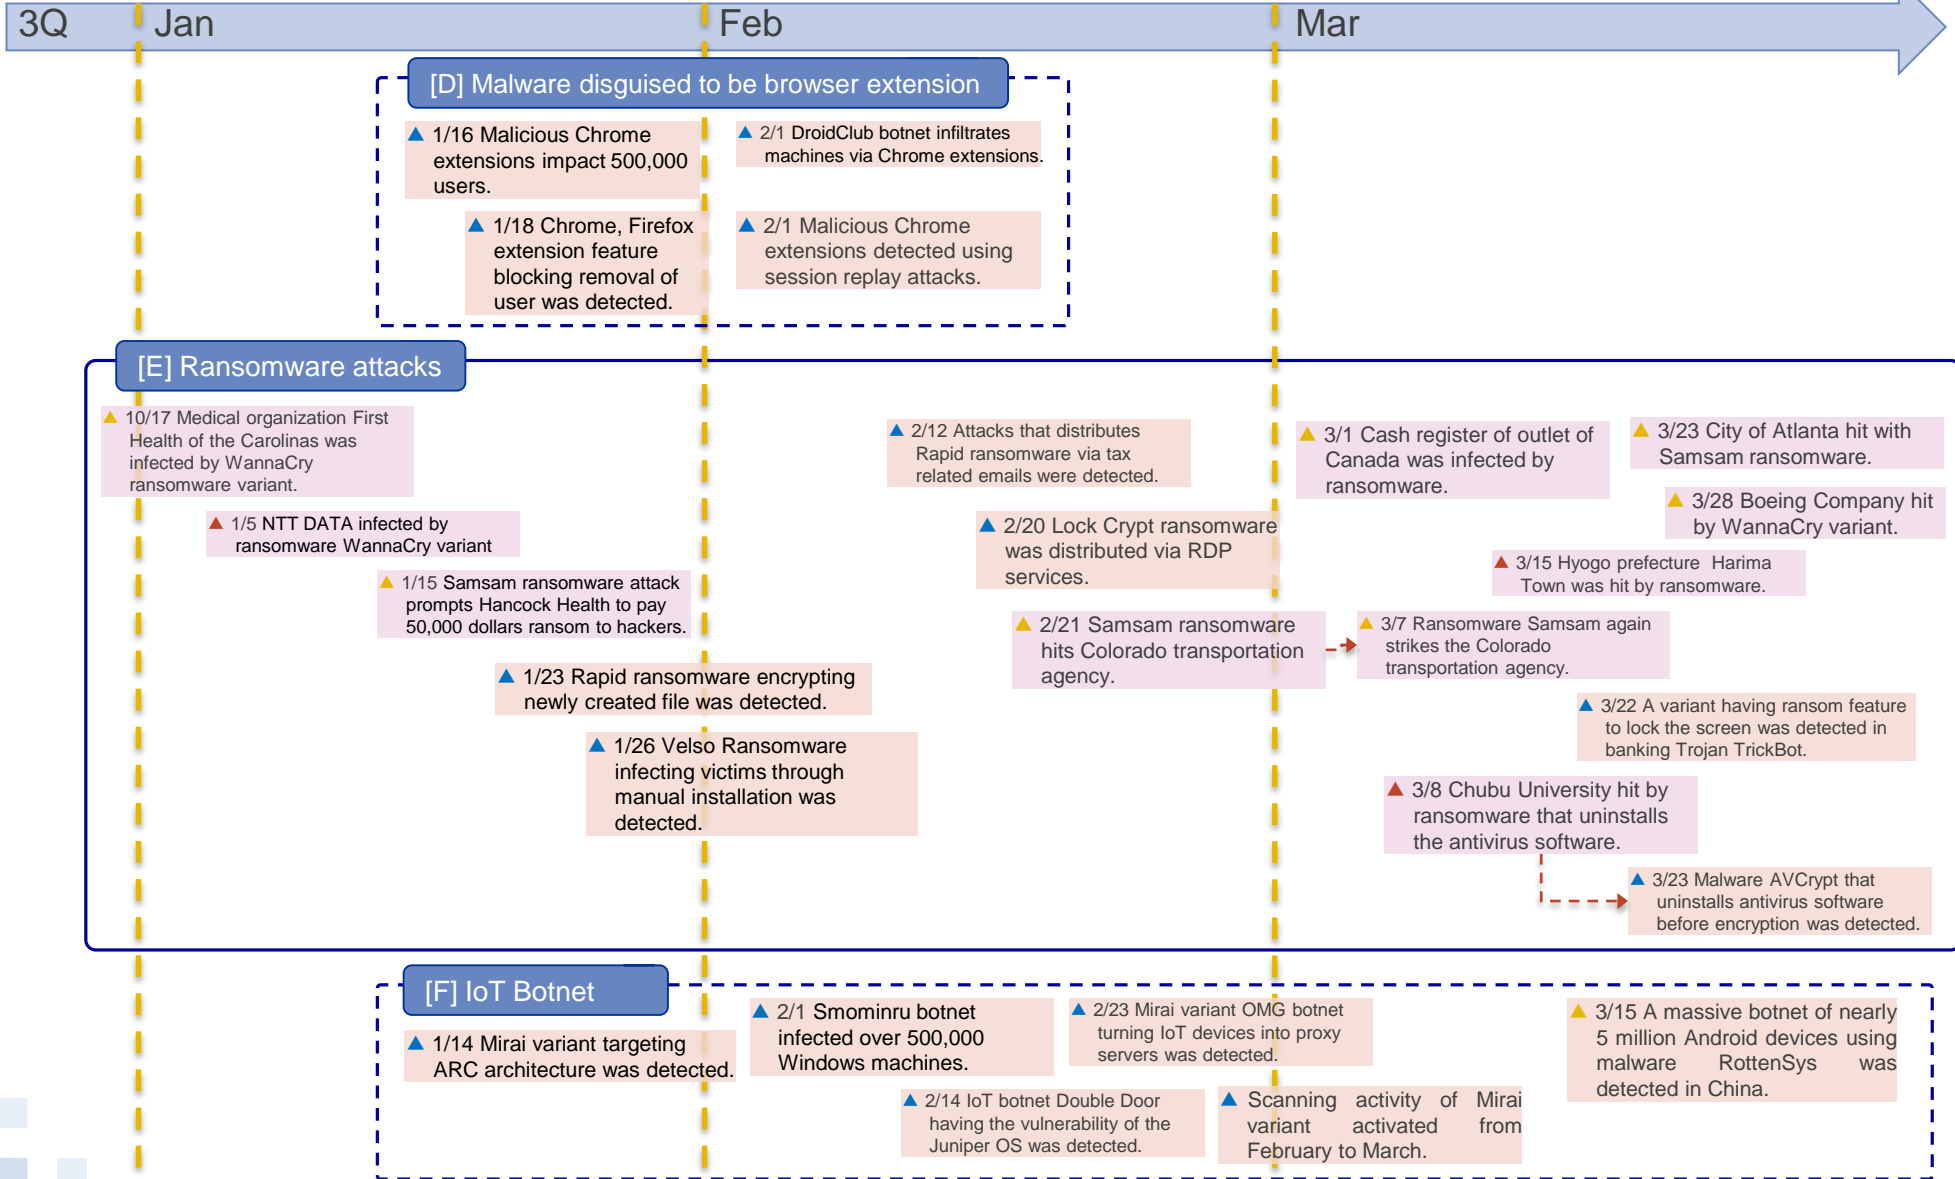 3Q
Jan
Feb
Mar
[D] Malware disguised to be browser extension
▲ 1/16 Malicious Chrome
extensions impact 500,000
users.
▲ 2/1 DroidClub botnet infiltrates
machines via Chrome extensions.
▲ 1/18 Chrome, Firefox
extension feature
blocking removal of
user was detected.
▲ 2/1 Malicious Chrome
extensions detected using
session replay attacks.
[E] Ransomware attacks
▲ 10/17 Medical organization First
Health of the Carolinas was
infected by WannaCry
ransomware variant.
▲ 1/5 NTT DATA infected by
ransomware WannaCry variant
▲ 1/15 Samsam ransomware attack
prompts Hancock Health to pay
50,000 dollars ransom to hackers.
▲ 1/23 Rapid ransomware encrypting
newly created file was detected.
▲ 1/26 Velso Ransomware
infecting victims through
manual installation was
detected.
▲ 2/12 Attacks that distributes
Rapid ransomware via tax
related emails were detected.
▲ 2/20 Lock Crypt ransomware
was distributed via RDP
services.
▲ 2/21 Samsam ransomware
hits Colorado transportation
agency.
▲ 3/1 Cash register of outlet of
Canada was infected by
ransomware.
▲ 3/23 City of Atlanta hit with
Samsam ransomware.
▲ 3/28 Boeing Company hit
by WannaCry variant.
▲ 3/15 Hyogo prefecture Harima
Town was hit by ransomware.
▲ 3/7 Ransomware Samsam again
strikes the Colorado
transportation agency.
▲ 3/22 A variant having ransom feature
to lock the screen was detected in
banking Trojan TrickBot.
▲ 3/8 Chubu University hit by
ransomware that uninstalls
the antivirus software.
▲ 3/23 Malware AVCrypt that
uninstalls antivirus software
before encryption was detected.
[F] IoT Botnet
▲ 1/14 Mirai variant targeting
ARC architecture was detected.
▲ 2/1 Smominru botnet
infected over 500,000
Windows machines.
▲ 2/23 Mirai variant OMG botnet
turning IoT devices into proxy
servers was detected.
▲ 2/14 IoT botnet Double Door
having the vulnerability of the
Juniper OS was detected.
▲ Scanning activity of Mirai
variant activated from
February to March.
▲ 3/15 A massive botnet of nearly
5 million Android devices using
malware RottenSys was
detected in China.